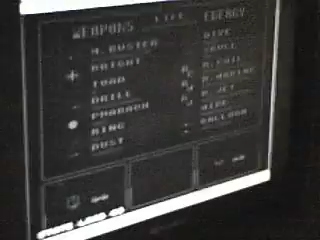 WEAPONS LIFE ENERGY
M.BUSTER
BRIGHT
TOAD
DRILL
PHARAOH
RING
DUST
DIVE
SKULL
R.COIL
R.MARINE
R.JET
WIRE
BALLOON